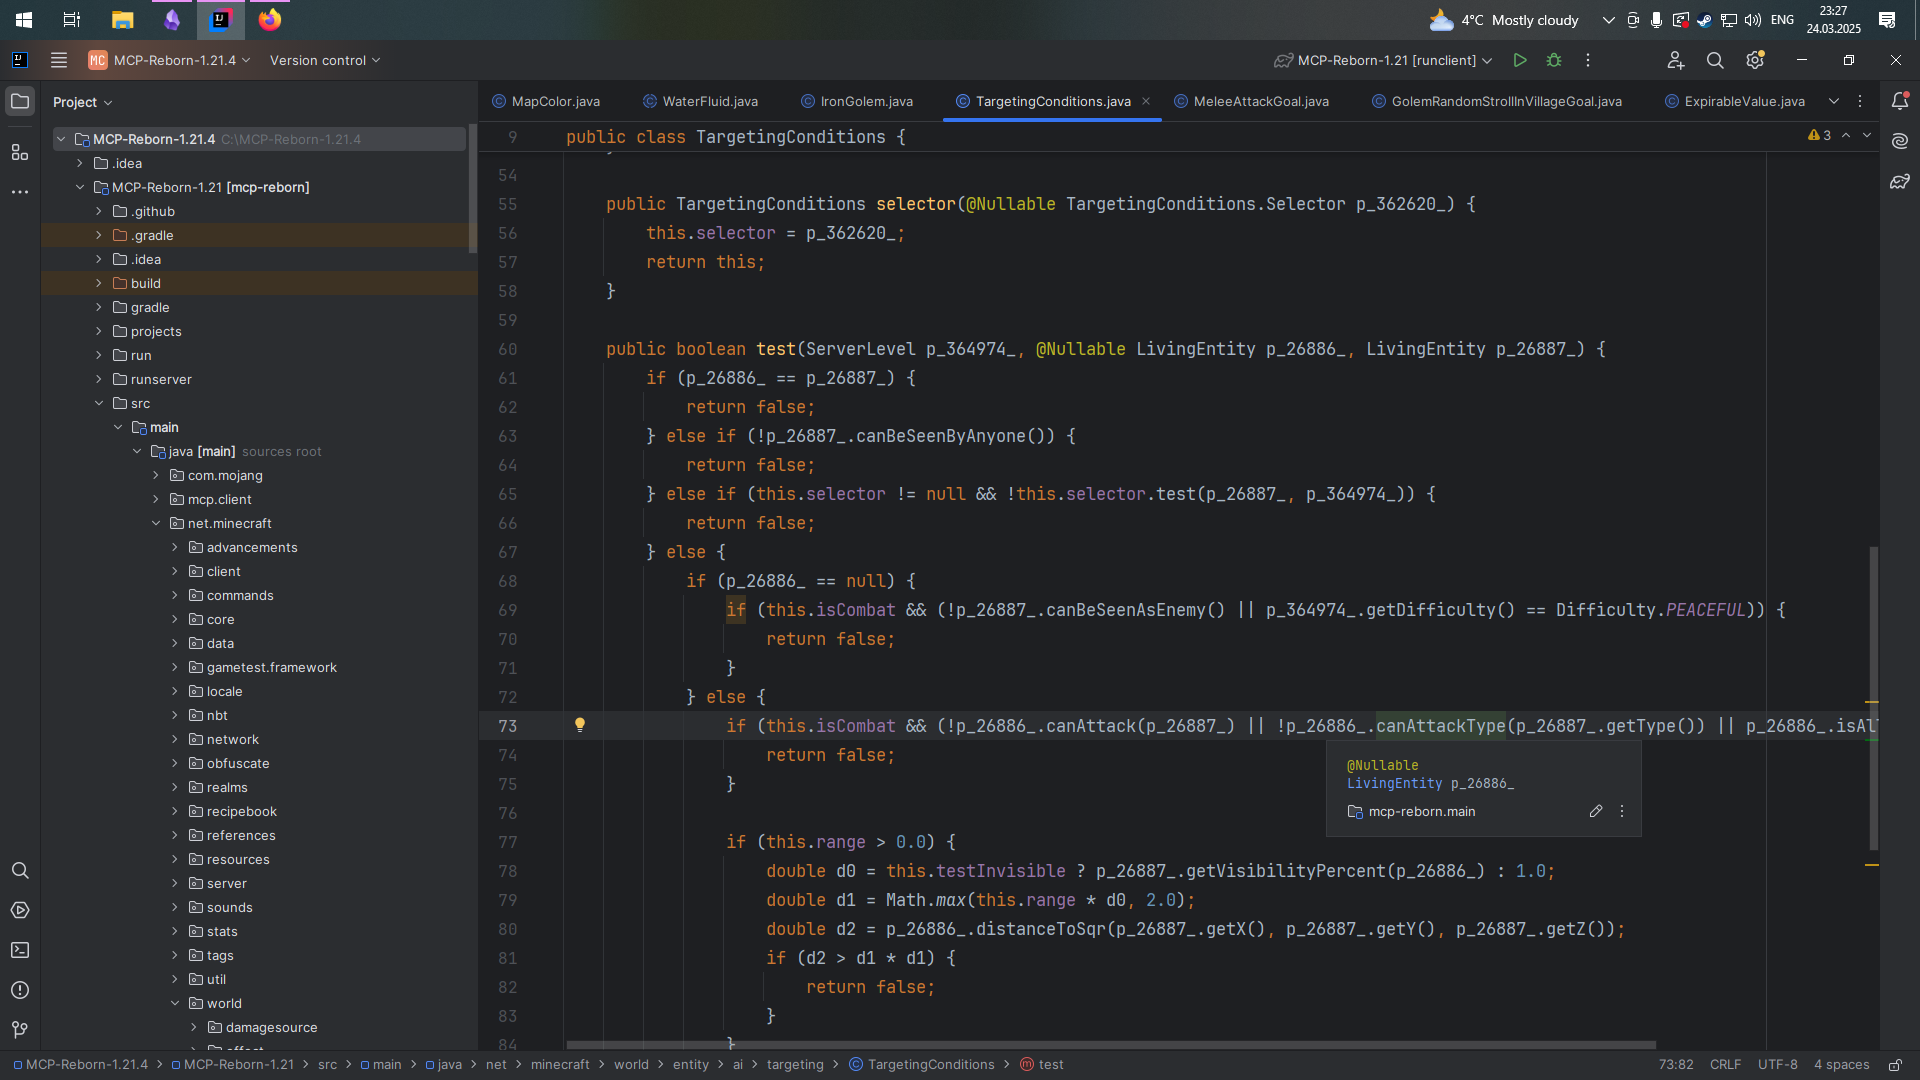 4°C Mostly cloudy
ENG
23:27
24.03.2025
MC MCP-Reborn-1.21.4
Version control
MCP-Reborn-1.21 [runclient]
Project
MapColor.java
WaterFluid.java
IronGolem.java
TargetingConditions.java
MeleeAttackGoal.java
GolemRandomStrollInVillageGoal.java
ExpirableValue.java
MCP-Reborn-1.21.4 C:\MCP-Reborn-1.21.4
.idea
MCP-Reborn-1.21 [mcp-reborn]
.github
.gradle
.idea
build
gradle
projects
run
runserver
src
main
java [main] sources root
com.mojang
mcp.client
net.minecraft
advancements
client
commands
core
data
gametest.framework
locale
nbt
network
obfuscate
realms
recipebook
references
resources
server
sounds
stats
tags
util
world
damagesource
9 public class TargetingConditions {
3
54
55 public TargetingConditions selector(@Nullable TargetingConditions.Selector p_362620_) {
56 this.selector = p_362620_;
57 return this;
58 }
59
60 public boolean test(ServerLevel p_364974_, @Nullable LivingEntity p_26886_, LivingEntity p_26887_) {
61 if (p_26886_ == p_26887_) {
62 return false;
63 } else if (!p_26887_.canBeSeenByAnyone()) {
64 return false;
65 } else if (this.selector != null && !this.selector.test(p_26887_, p_364974_)) {
66 return false;
67 } else {
68 if (p_26886_ == null) {
69 if (this.isCombat && (!p_26887_.canBeSeenAsEnemy() || p_364974_.getDifficulty() == Difficulty.PEACEFUL)) {
70 return false;
71 }
72 } else {
73 if (this.isCombat && (!p_26886_.canAttack(p_26887_) || !p_26886_.canAttackType(p_26887_.getType()) || p_26886_.isAl
74 return false;
75 }
76
77 if (this.range > 0.0) {
78 double d0 = this.testInvisible ? p_26887_.getVisibilityPercent(p_26886_) : 1.0;
79 double d1 = Math.max(this.range * d0, 2.0);
80 double d2 = p_26886_.distanceToSqr(p_26887_.getX(), p_26887_.getY(), p_26887_.getZ());
81 if (d2 > d1 * d1) {
82 return false;
83 }
84 }
@Nullable
LivingEntity p_26886_
mcp-reborn.main
MCP-Reborn-1.21.4 > MCP-Reborn-1.21 > src > main > java > net > minecraft > world > entity > ai > targeting > TargetingConditions > test
73:82 CRLF UTF-8 4 spaces